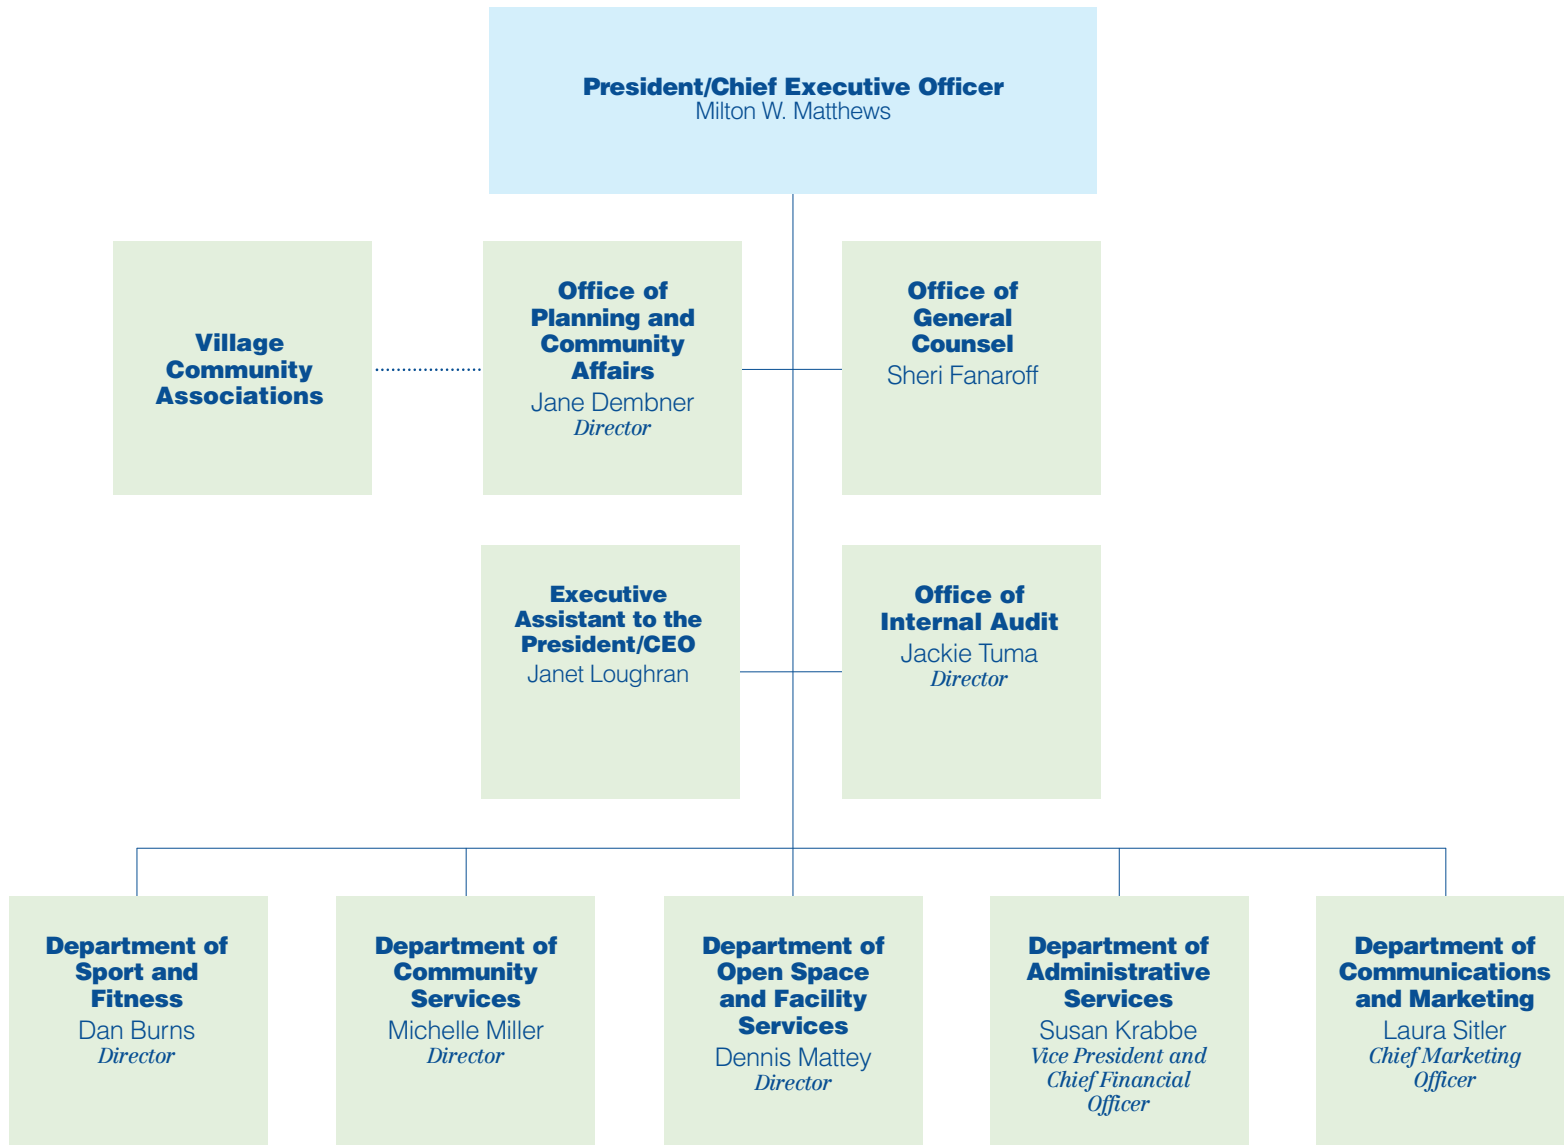 President/Chief Executive Officer
Milton W. Matthews
Village
Community
Associations
Office of
Planning and
Community
Affairs
Jane Dembner
Director
Office of
General
Counsel
Sheri Fanaroff
Executive
Assistant to the
President/CEO
Janet Loughran
Office of
Internal Audit
Jackie Tuma
Director
Department of
Sport and
Fitness
Dan Burns
Director
Department of
Community
Services
Michelle Miller
Director
Department of
Open Space
and Facility
Services
Dennis Mattey
Director
Department of
Administrative
Services
Susan Krabbe
Vice President and
Chief Financial
Officer
Department of
Communications
and Marketing
Laura Sitler
Chief Marketing
Officer